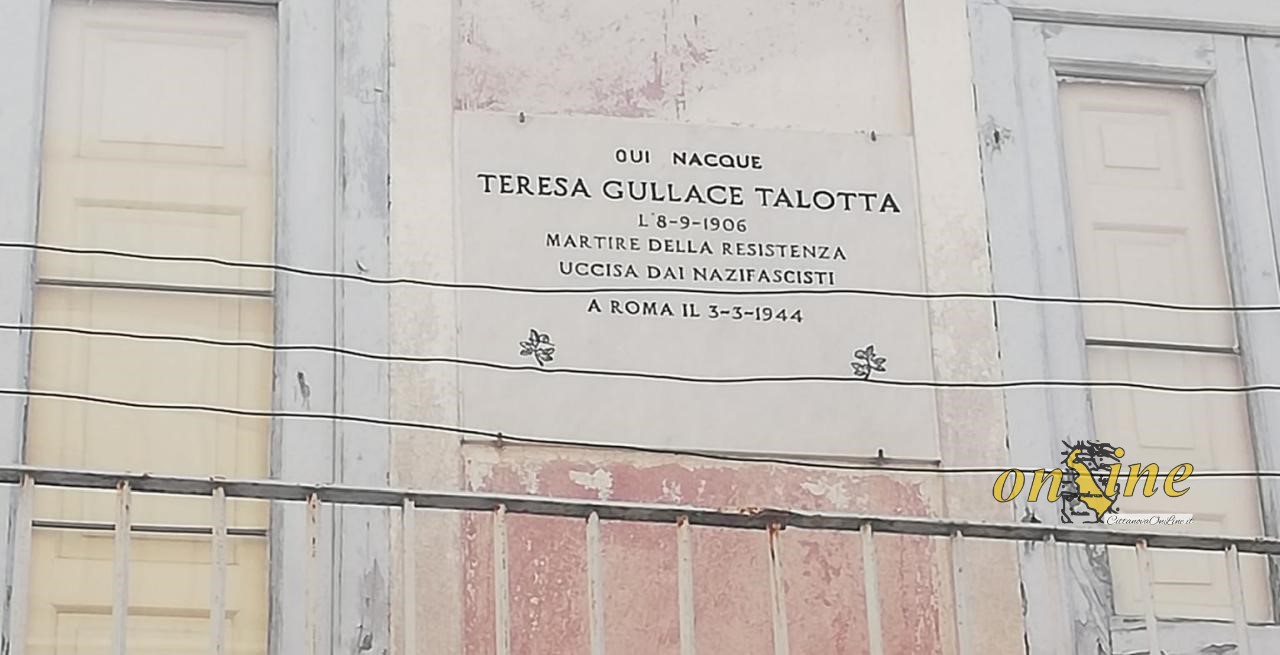 QUI NACQUE
TERESA GULLACE TALOTTA
L'8-9-1906
MARTIRE DELLA RESISTENZA
UCCISA DAI NAZIFASCISTI
A ROMA IL 3-3-1944
onLine
CittanovaOnLine.it